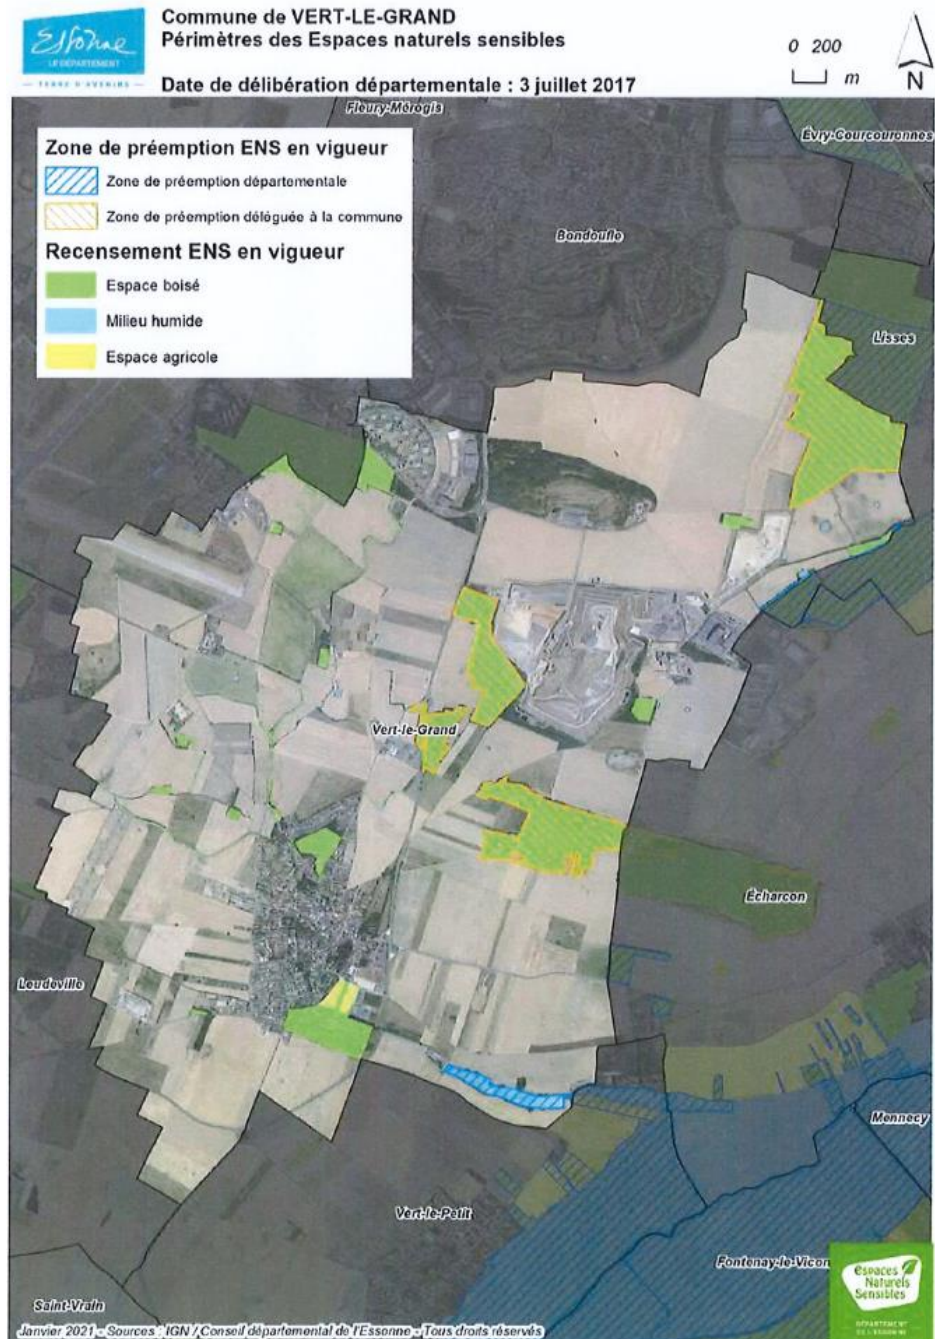 Essonne
LE DÉPARTEMENT
TERRE D'AVENIRS
Commune de VERT-LE-GRAND
Périmètres des Espaces naturels sensibles
Date de délibération départementale : 3 juillet 2017
0 200
m
N
Fleury-Mérogis
Évry-Courcouronnes
Zone de préemption ENS en vigueur
Zone de préemption départementale
Zone de préemption déléguée à la commune
Recensement ENS en vigueur
Espace boisé
Milieu humide
Espace agricole
Bondoufle
Lisses
Vert-le-Grand
Écharcon
Leudeville
Mennecy
Vert-le-Petit
Fontenay-le-Vicom
Saint-Vrain
Espaces
Naturels
Sensibles
DÉPARTEMENT
DE L'ESSONNE
Janvier 2021 - Sources : IGN / Conseil départemental de l'Essonne - Tous droits réservés